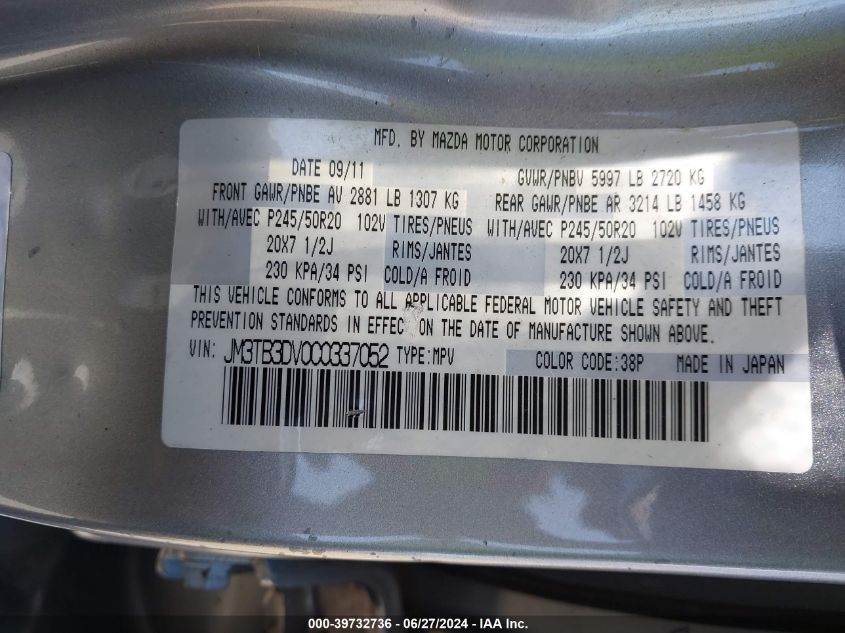 MFD. BY MAZDA MOTOR CORPORATION
DATE 09/11 GVWR/PNBV 5997 LB 2720 KG
FRONT GAWR/PNBE AV 2881 LB 1307 KG REAR GAWR/PNBE AR 3214 LB 1458 KG
WITH/AVEC P245/50R20 102V TIRES/PNEUS WITH/AVEC P245/50R20 102V TIRES/PNEUS
20X7 1/2J RIMS/JANTES 20X7 1/2J RIMS/JANTES
230 KPA/34 PSI COLD/A FROID 230 KPA/34 PSI COLD/A FROID
THIS VEHICLE CONFORMS TO ALL APPLICABLE FEDERAL MOTOR VEHICLE SAFETY AND THEFT
PREVENTION STANDARDS IN EFFEC ON THE DATE OF MANUFACTURE SHOWN ABOVE.
VIN: JM3TB3DV0C0337052 TYPE:MPV COLOR CODE:38P MADE IN JAPAN
000-39732736 - 06/27/2024 - IAA Inc.